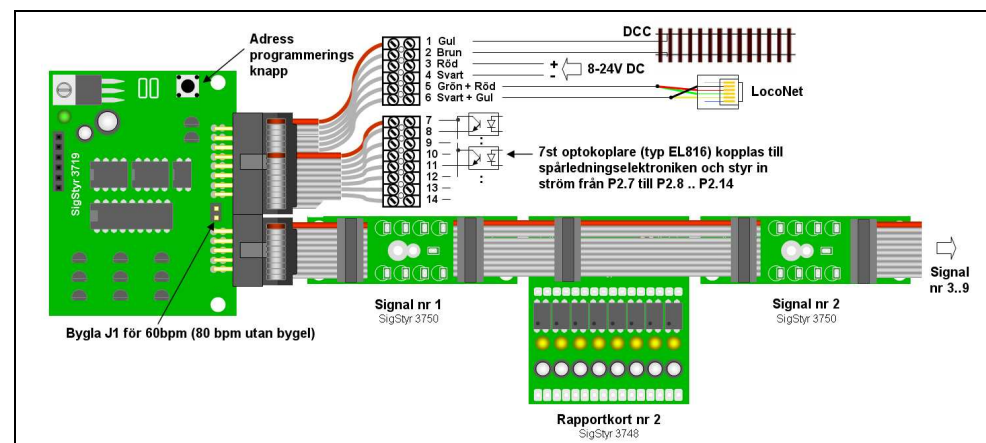 Adress
programmerings
knapp
SigStyr 3719
1 Gul
2 Brun
3 Röd
4 Svart
5 Grön + Röd
6 Svart + Gul
DCC
+
-
8-24V DC
LocoNet
7
8
9
10
11
12
13
14
:
:
7st optokoplare (typ EL816) kopplas till
spårledningselektroniken och styr in
ström från P2.7 till P2.8 .. P2.14
Signal nr 1
SigStyr 3750
Signal nr 2
SigStyr 3750
Signal
nr 3..9
Bygla J1 för 60bpm (80 bpm utan bygel)
Rapportkort nr 2
SigStyr 3748